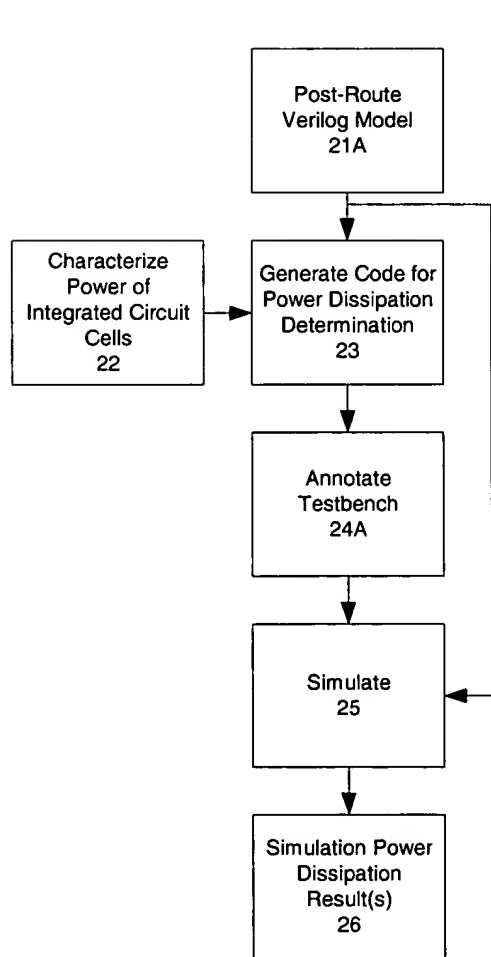 Post-Route
Verilog Model
21A
Characterize
Power of
Integrated Circuit
Cells
22
Generate Code for
Power Dissipation
Determination
23
Annotate
Testbench
24A
Simulate
25
Simulation Power
Dissipation
Result(s)
26